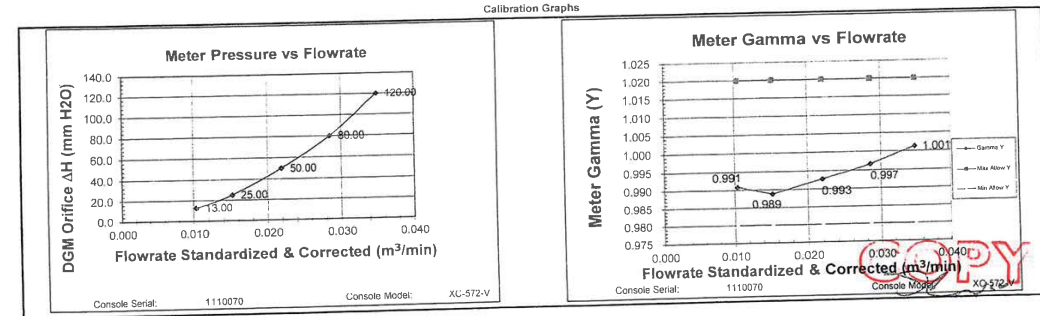 Calibration Graphs
Meter Pressure vs Flowrate
DGM Orifice ΔH (mm H2O)
140.0
120.0
100.0
80.0
60.0
40.0
20.0
0.0
120.00
80.00
50.00
25.00
13.00
0.000 0.010 0.020 0.030 0.040
Flowrate Standardized & Corrected (m³/min)
Console Serial: 1110070 Console Model: XC-572-V
Meter Gamma vs Flowrate
Meter Gamma (Y)
1.025
1.020
1.015
1.010
1.005
1.000
0.995
0.990
0.985
0.980
0.975
0.991
0.989
0.993
0.997
1.001
Gamma Y
Max Allow Y
Min Allow Y
0.000 0.010 0.020 0.030 0.040
Flowrate Standardized & Corrected (m³/min)
Console Serial: 1110070 Console Model: XC-572-V
COPY